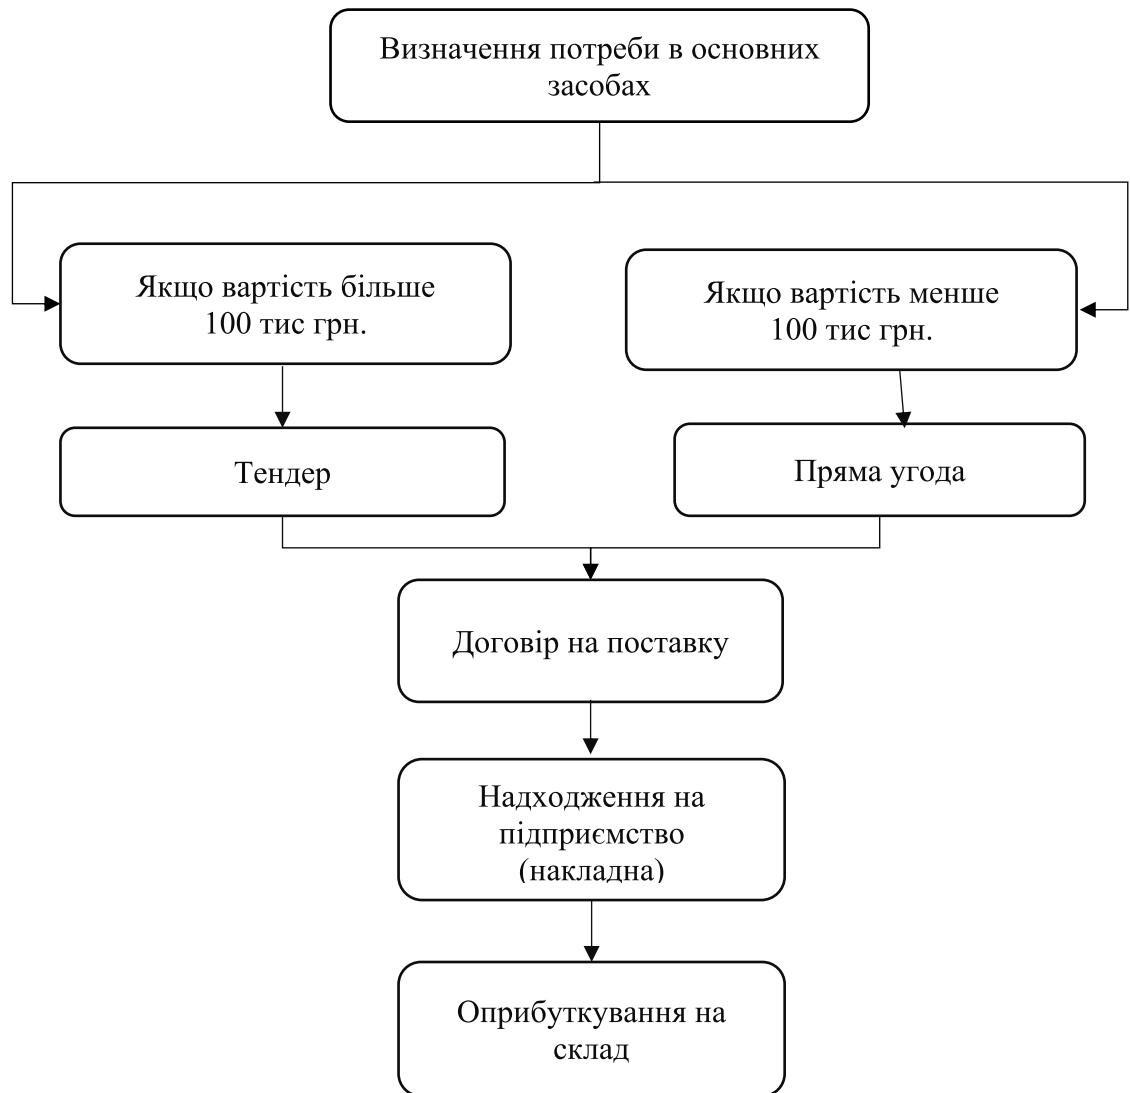 Визначення потреби в основних
засобах
Якщо вартість більше
100 тис грн.
Якщо вартість менше
100 тис грн.
Тендер
Пряма угода
Договір на поставку
Надходження на
підприємство
(накладна)
Оприбуткування на
склад